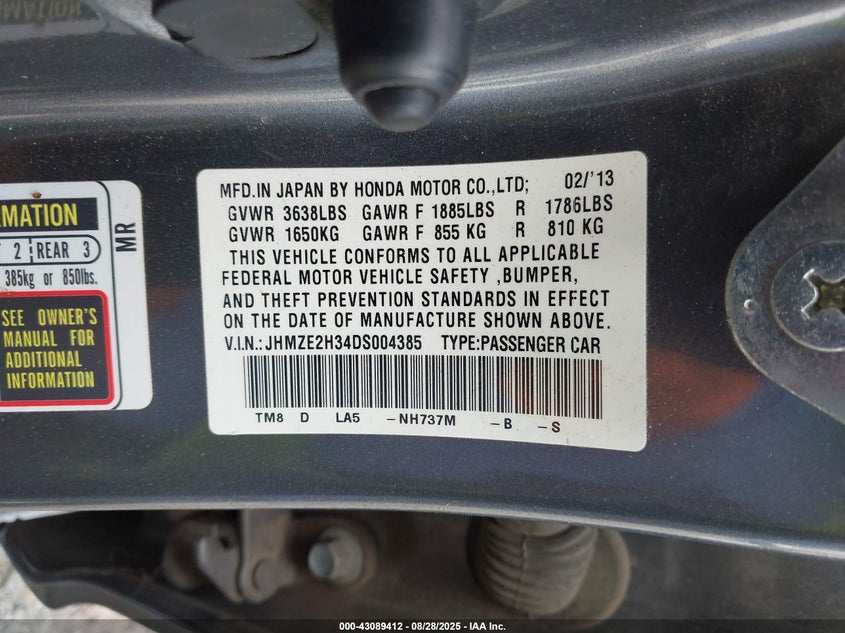 RMATION
2 REAR 3
385kg or 850lbs.
SEE OWNER'S
MANUAL FOR
ADDITIONAL
INFORMATION
MR
MFD.IN JAPAN BY HONDA MOTOR CO.,LTD; 02/'13
GVWR 3638LBS GAWR F 1885LBS R 1786LBS
GVWR 1650KG GAWR F 855 KG R 810 KG
THIS VEHICLE CONFORMS TO ALL APPLICABLE
FEDERAL MOTOR VEHICLE SAFETY ,BUMPER,
AND THEFT PREVENTION STANDARDS IN EFFECT
ON THE DATE OF MANUFACTURE SHOWN ABOVE.
V.I.N.:JHMZE2H34DS004385 TYPE:PASSENGER CAR
TM8 D LA5 -NH737M -B -S
000-43089412 - 08/28/2025 - IAA Inc.